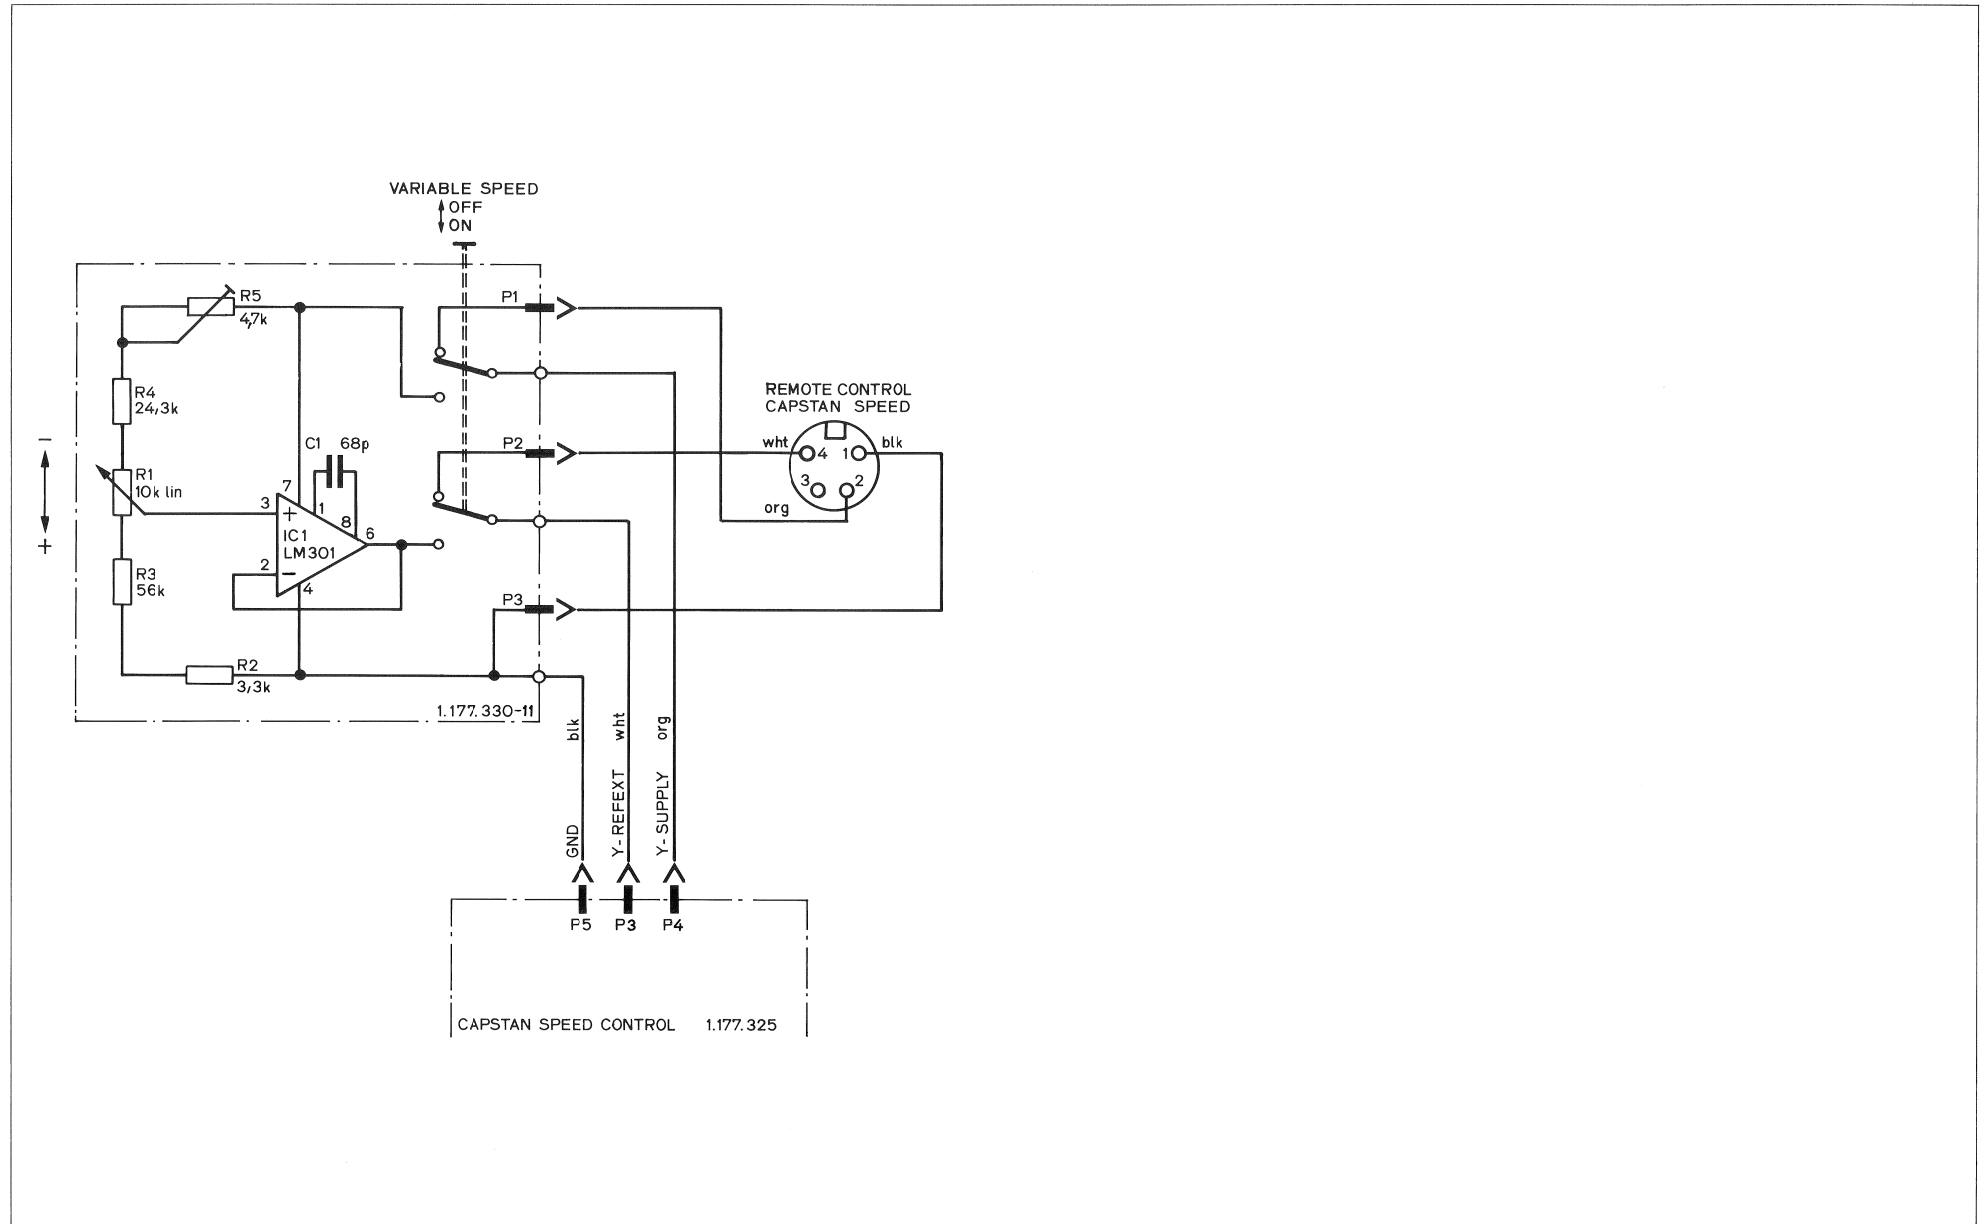 VARIABLE SPEED
OFF
ON
R5
4,7k
P1
R4
24,3k
REMOTE CONTROL
CAPSTAN SPEED
−
C1 68p
P2
wht
4 1
blk
R1
10k lin
7
3
+
1
8
6
3 2
org
+
IC1
LM301
2
−
4
R3
56k
P3
R2
3,3k
1.177.330-11
blk
wht
org
GND
Y-REFEXT
Y-SUPPLY
P5 P3 P4
CAPSTAN SPEED CONTROL 1.177.325